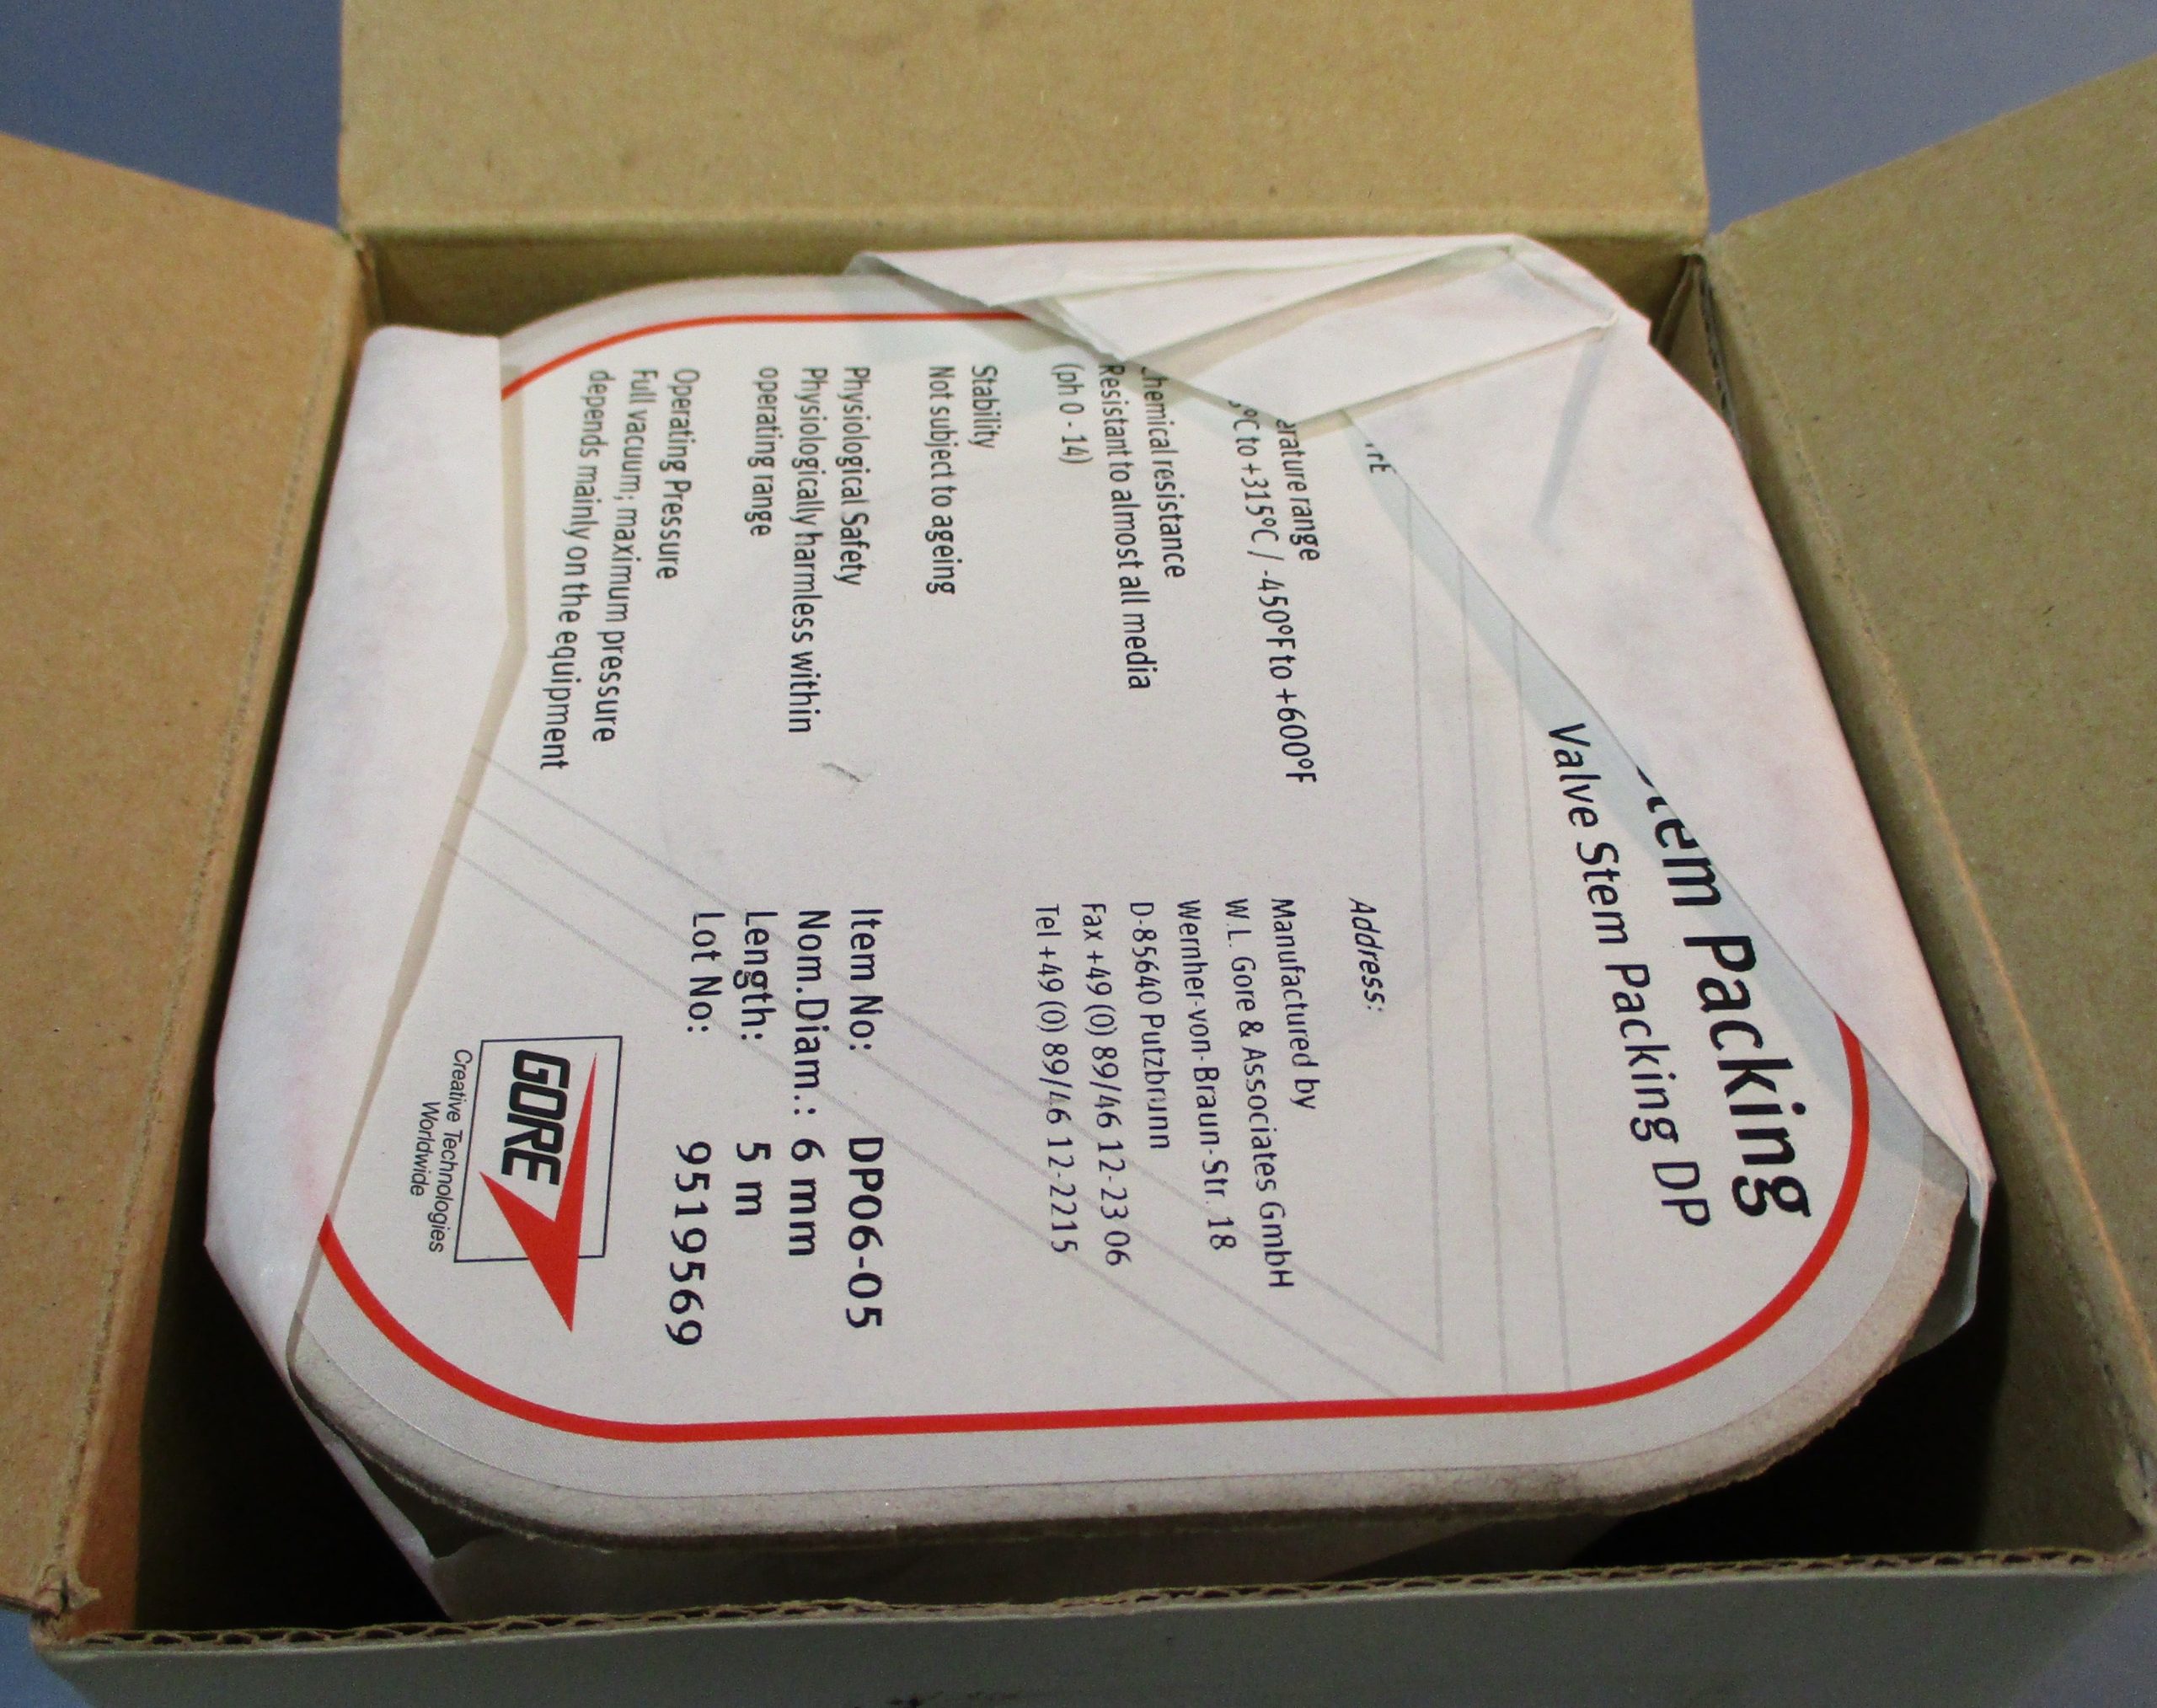 Packing
Valve Stem Packing DP
range
°C to +315°C / -450°F to +600°F
resistance
Resistant to almost all media
(ph 0 - 14)
Stability
Not subject to ageing
Physiological Safety
Physiologically harmless within
operating range
Operating Pressure
Full vacuum; maximum pressure
depends mainly on the equipment
Address:
Manufactured by
W.L. Gore & Associates GmbH
Wernher-von-Braun-Str. 18
D-85640 Putzbrunn
Fax +49 (0) 89/46 12-23 06
Tel +49 (0) 89/46 12-2215
Item No: DP06-05
Nom.Diam.: 6 mm
Length: 5 m
Lot No: 9519569
GORE
Creative Technologies
Worldwide